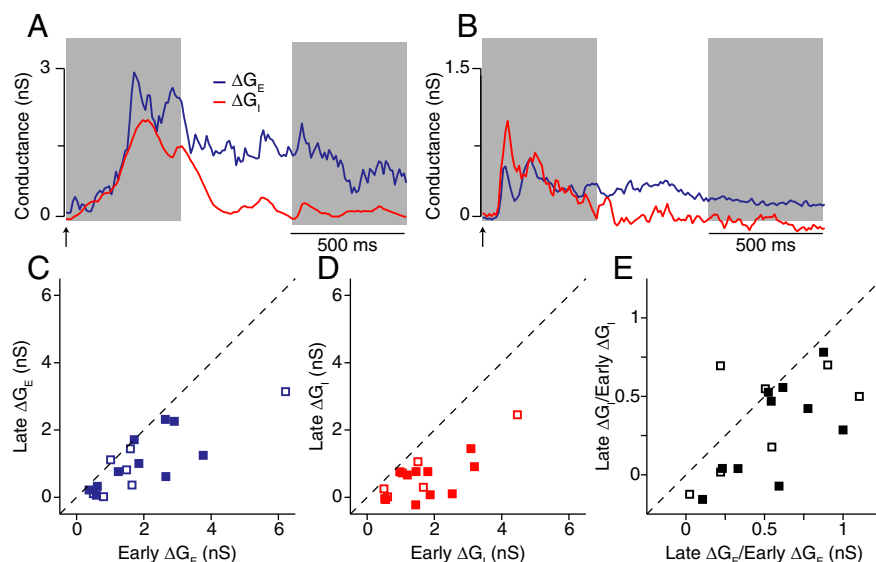 A
B
3
0
Conductance (nS)
ΔG_E
ΔG_I
500 ms
1.5
0
Conductance (nS)
500 ms
C
D
E
6
4
2
0
Late ΔG_E (nS)
0 2 4 6
Early ΔG_E (nS)
6
4
2
0
Late ΔG_I (nS)
0 2 4 6
Early ΔG_I (nS)
1
0.5
0
Late ΔG_I/Early ΔG_I
0 0.5 1
Late ΔG_E/Early ΔG_E (nS)